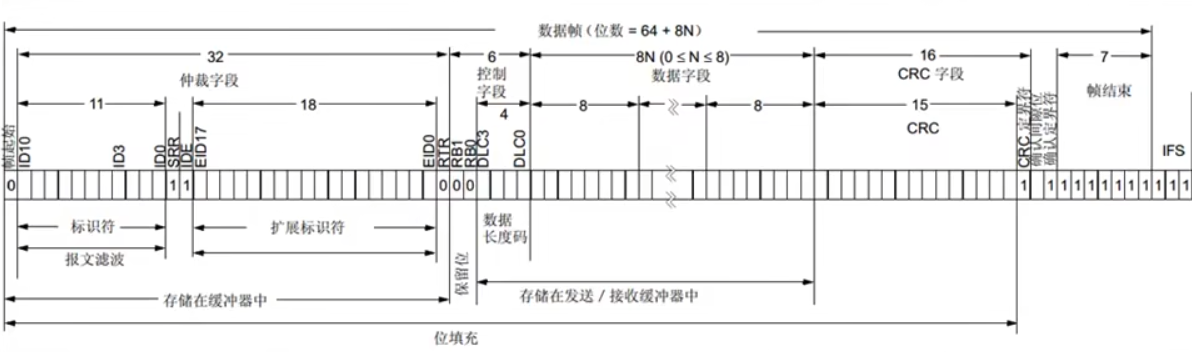 数据帧（位数 = 64 + 8N）
32
6
8N (0 ≤ N ≤ 8)
16
7
仲裁字段
控制
字段
数据字段
CRC 字段
帧结束
11
18
4
8
8
15
CRC
帧起始
ID10
ID3
ID0
SRR
IDE
EID17
EID0
RTR
RB1
RB0
DLC3
DLC0
CRC 定界符
确认间隙位
确认定界符
IFS
0
1 1
0 0 0
1
1 1 1 1 1 1 1 1 1 1 1
标识符
扩展标识符
数据
长度码
报文滤波
保留位
存储在缓冲器中
存储在发送 / 接收缓冲器中
位填充